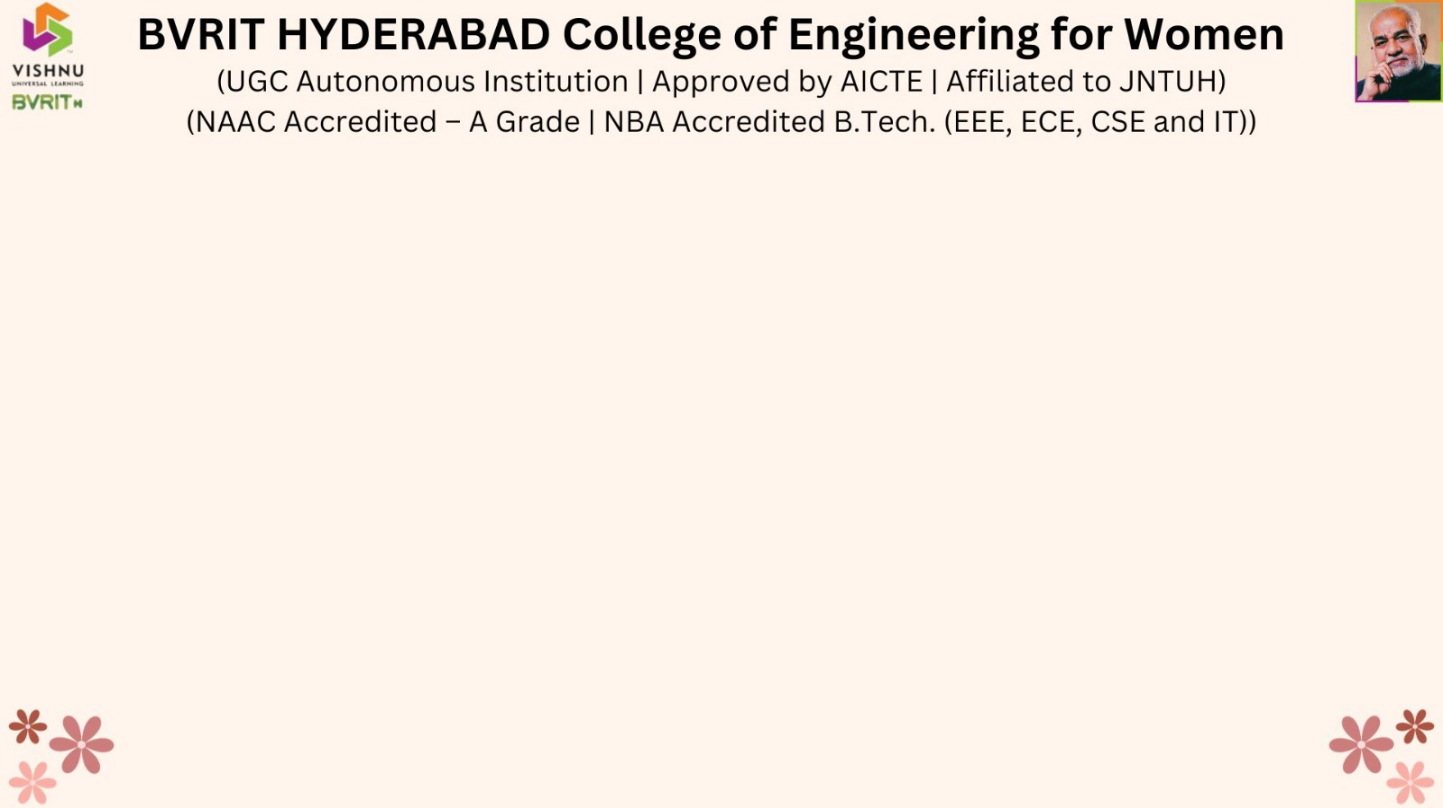 BVRIT HYDERABAD College of Engineering for Women
(UGC Autonomous Institution | Approved by AICTE | Affiliated to JNTUH)
(NAAC Accredited – A Grade | NBA Accredited B.Tech. (EEE, ECE, CSE and IT))
VISHNU
UNIVERSAL LEARNING
BVRITH